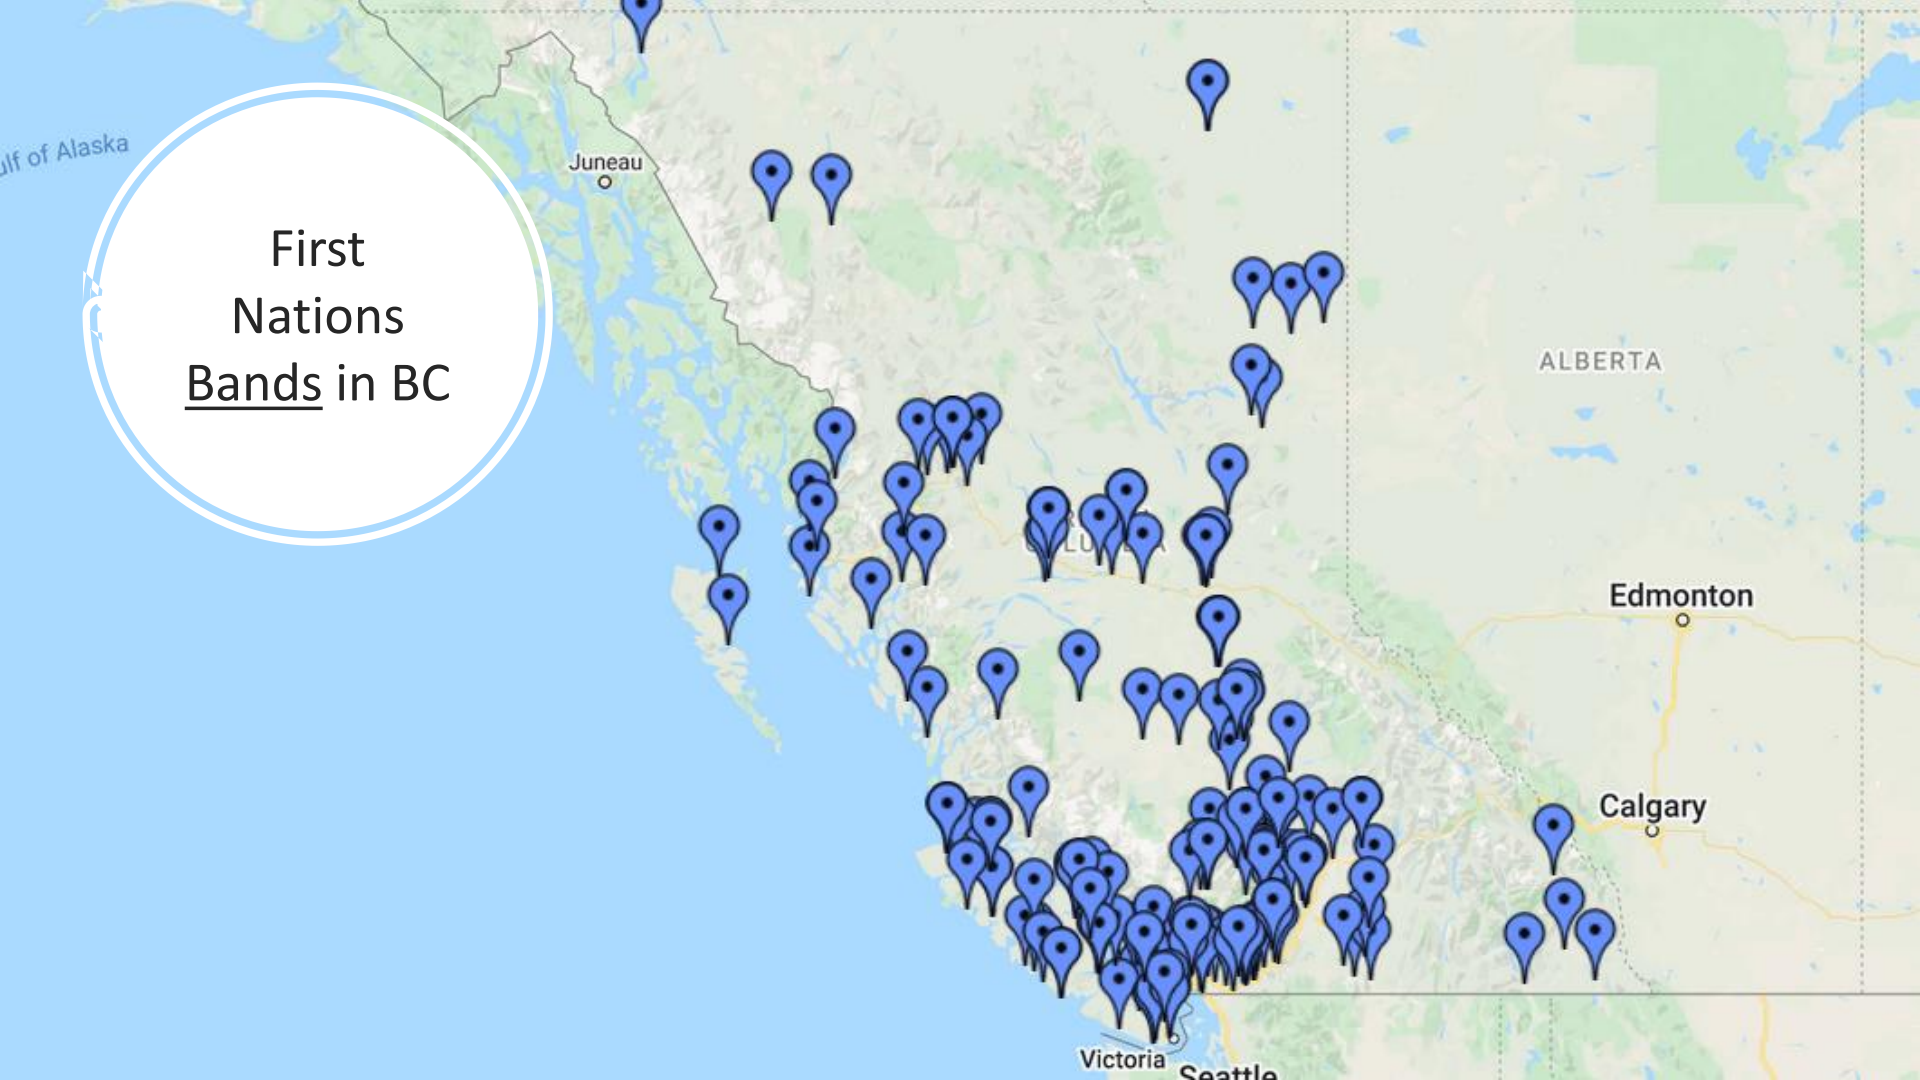 ulf of Alaska
Juneau
First
Nations
Bands in BC
ALBERTA
Edmonton
Calgary
Victoria
Seattle